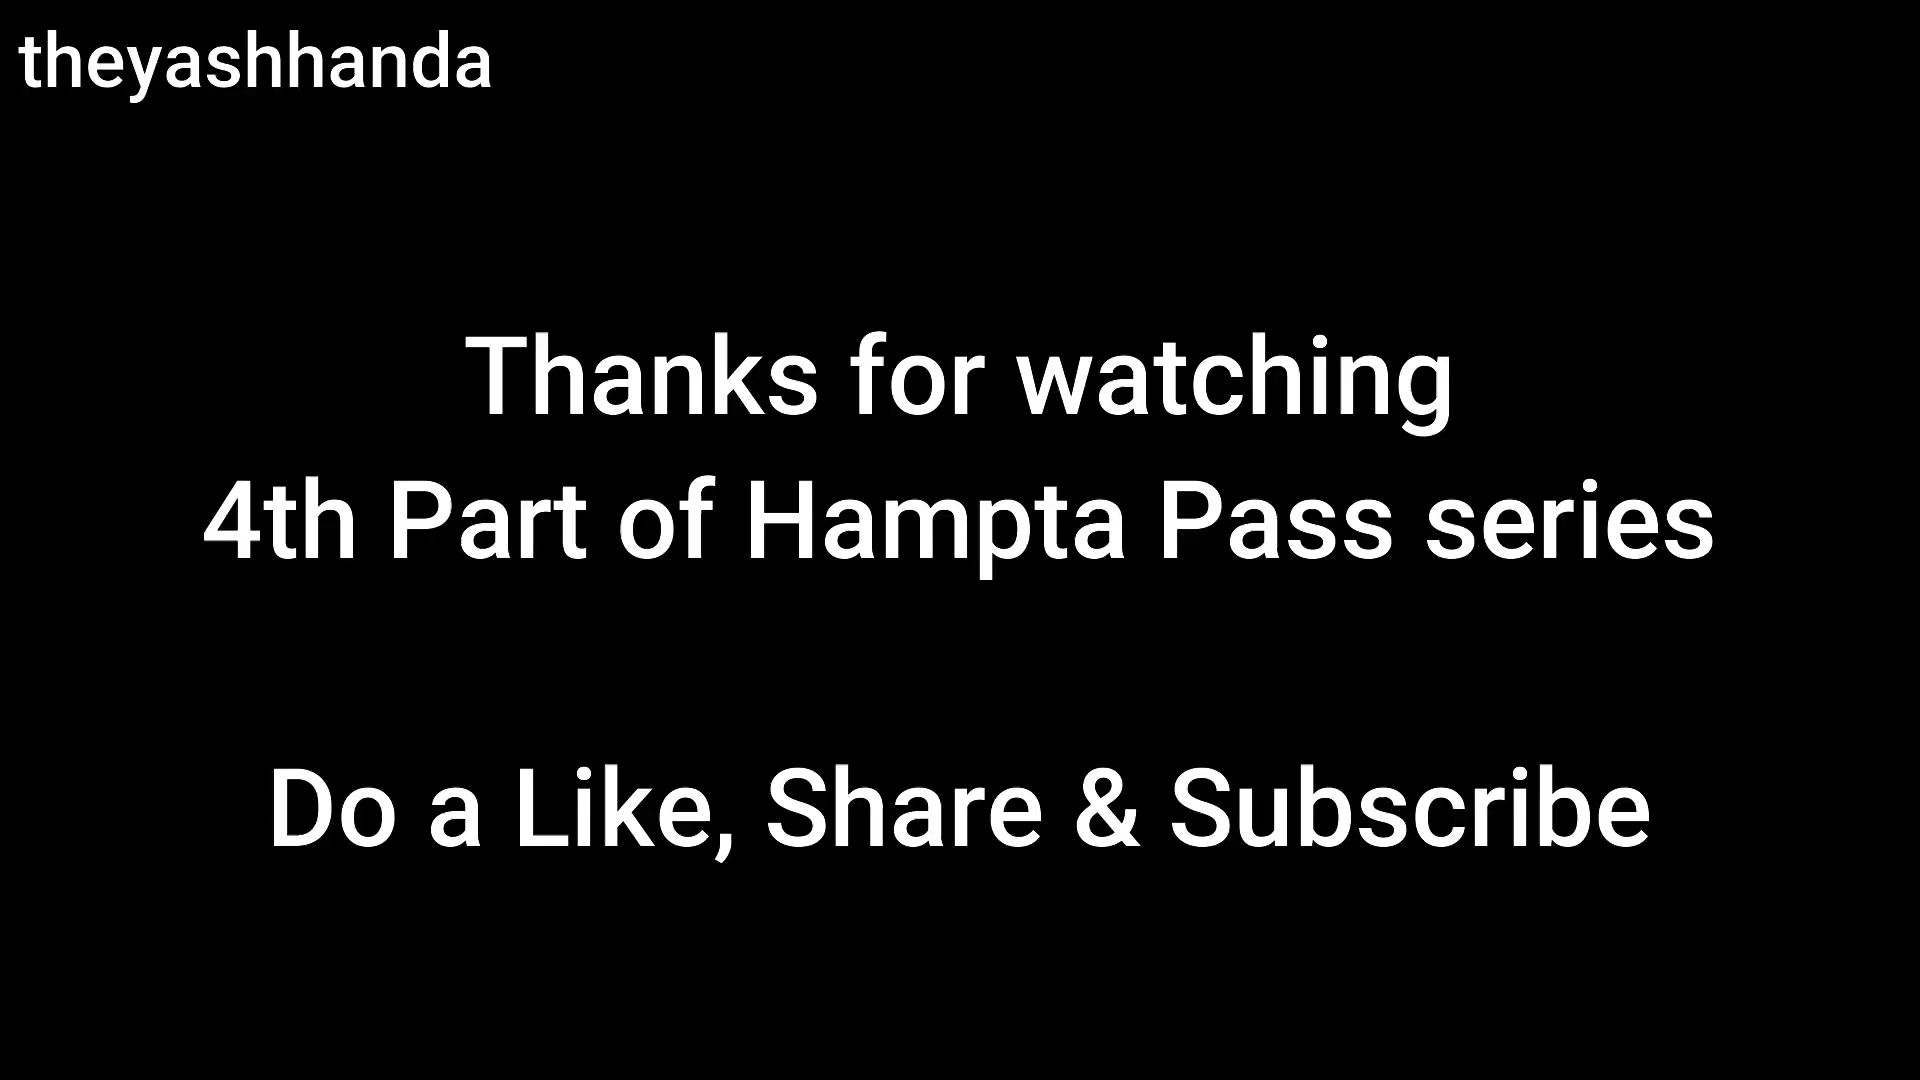 theyashhanda
Thanks for watching
4th Part of Hampta Pass series
Do a Like, Share & Subscribe